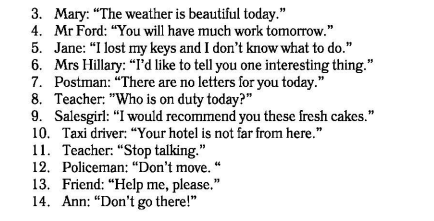 3. Mary: “The weather is beautiful today.”
4. Mr Ford: “You will have much work tomorrow.”
5. Jane: “I lost my keys and I don’t know what to do.”
6. Mrs Hillary: “I’d like to tell you one interesting thing.”
7. Postman: “There are no letters for you today.”
8. Teacher: ”Who is on duty today?”
9. Salesgirl: “I would recommend you these fresh cakes.”
10. Taxi driver: “Your hotel is not far from here.”
11. Teacher: “Stop talking.”
12. Policeman: “Don’t move. “
13. Friend: “Help me, please.”
14. Ann: “Don’t go there!”